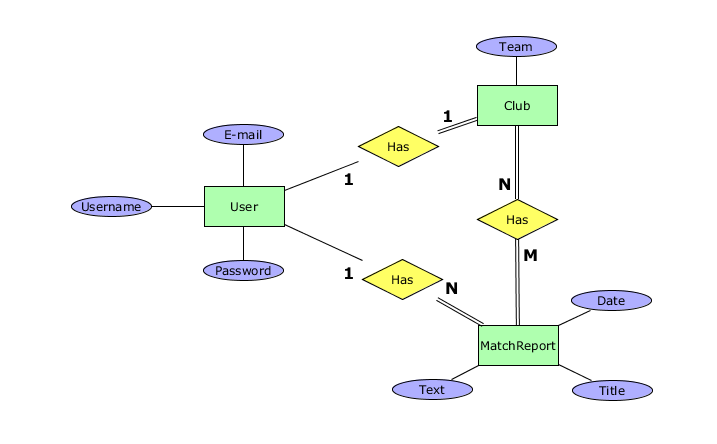 Team
Club
1
Has
E-mail
1
N
Username
User
Has
M
1
Has
N
Password
Date
MatchReport
Text
Title